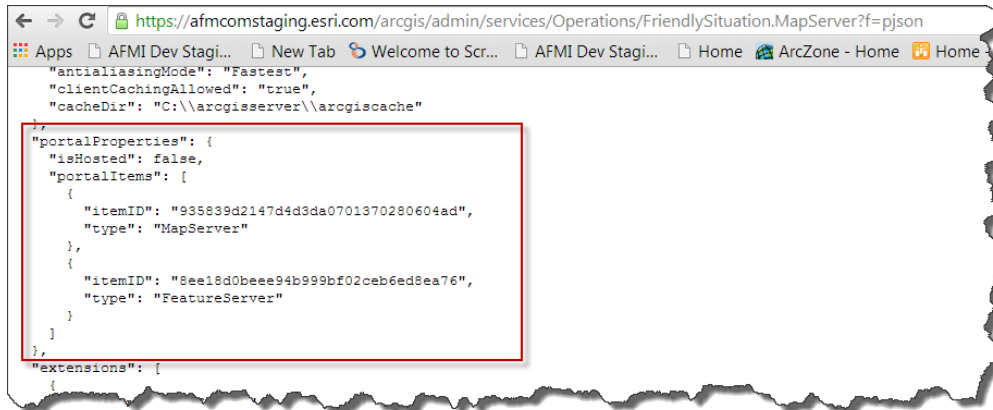 https://afmcomstaging.esri.com/arcgis/admin/services/Operations/FriendlySituation.MapServer?f=pjson
Apps AFMI Dev Stagi... New Tab Welcome to Scr... AFMI Dev Stagi... Home ArcZone - Home Home
"antialiasingMode": "Fastest",
"clientCachingAllowed": "true",
"cacheDir": "C:\\arcgisserver\\arcgiscache"
},
"portalProperties": {
"isHosted": false,
"portalItems": [
{
"itemID": "935839d2147d4d3da0701370280604ad",
"type": "MapServer"
},
{
"itemID": "8ee18d0beee94b999bf02ceb6ed8ea76",
"type": "FeatureServer"
}
]
},
"extensions": [
{